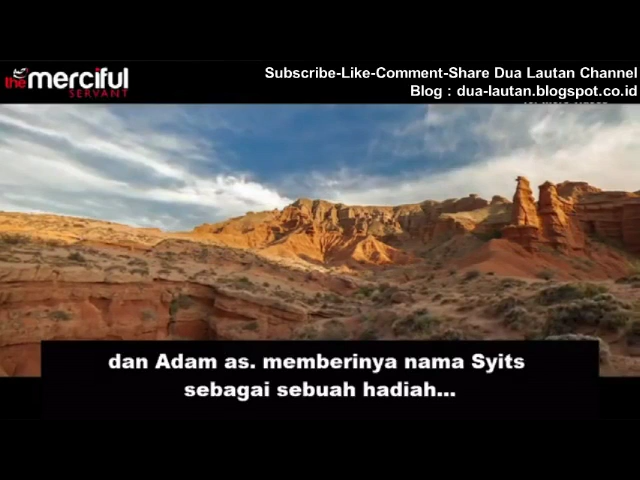 the merciful
SERVANT
Subscribe-Like-Comment-Share Dua Lautan Channel
Blog : dua-lautan.blogspot.co.id
dan Adam as. memberinya nama Syits
sebagai sebuah hadiah...